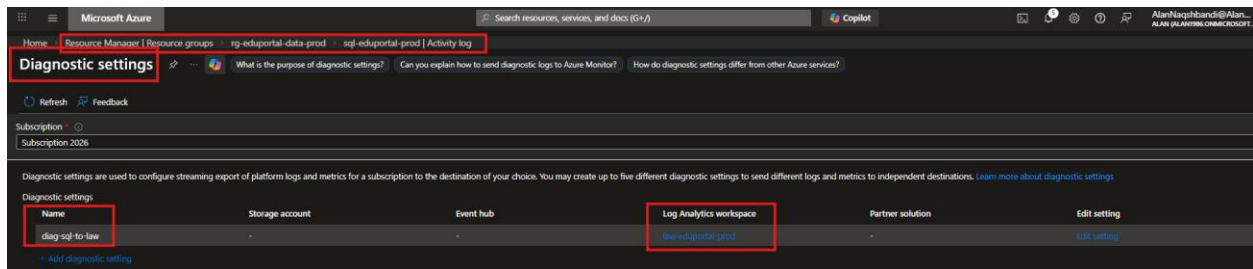 Microsoft Azure
Search resources, services, and docs (G+/)
Copilot
5
AlanNaqshbandi@Alan...
ALAN (ALAN1986.ONMICROSOFT.
Home > Resource Manager | Resource groups > rg-eduportal-data-prod > sql-eduportal-prod | Activity log
Diagnostic settings
What is the purpose of diagnostic settings?
Can you explain how to send diagnostic logs to Azure Monitor?
How do diagnostic settings differ from other Azure services?
Refresh
Feedback
Subscription *
Subscription 2026
Diagnostic settings are used to configure streaming export of platform logs and metrics for a subscription to the destination of your choice. You may create up to five different diagnostic settings to send different logs and metrics to independent destinations. Learn more about diagnostic settings
Diagnostic settings
Name Storage account Event hub Log Analytics workspace Partner solution Edit setting
diag-sql-to-law - - law-eduportal-prod - Edit setting
+ Add diagnostic setting